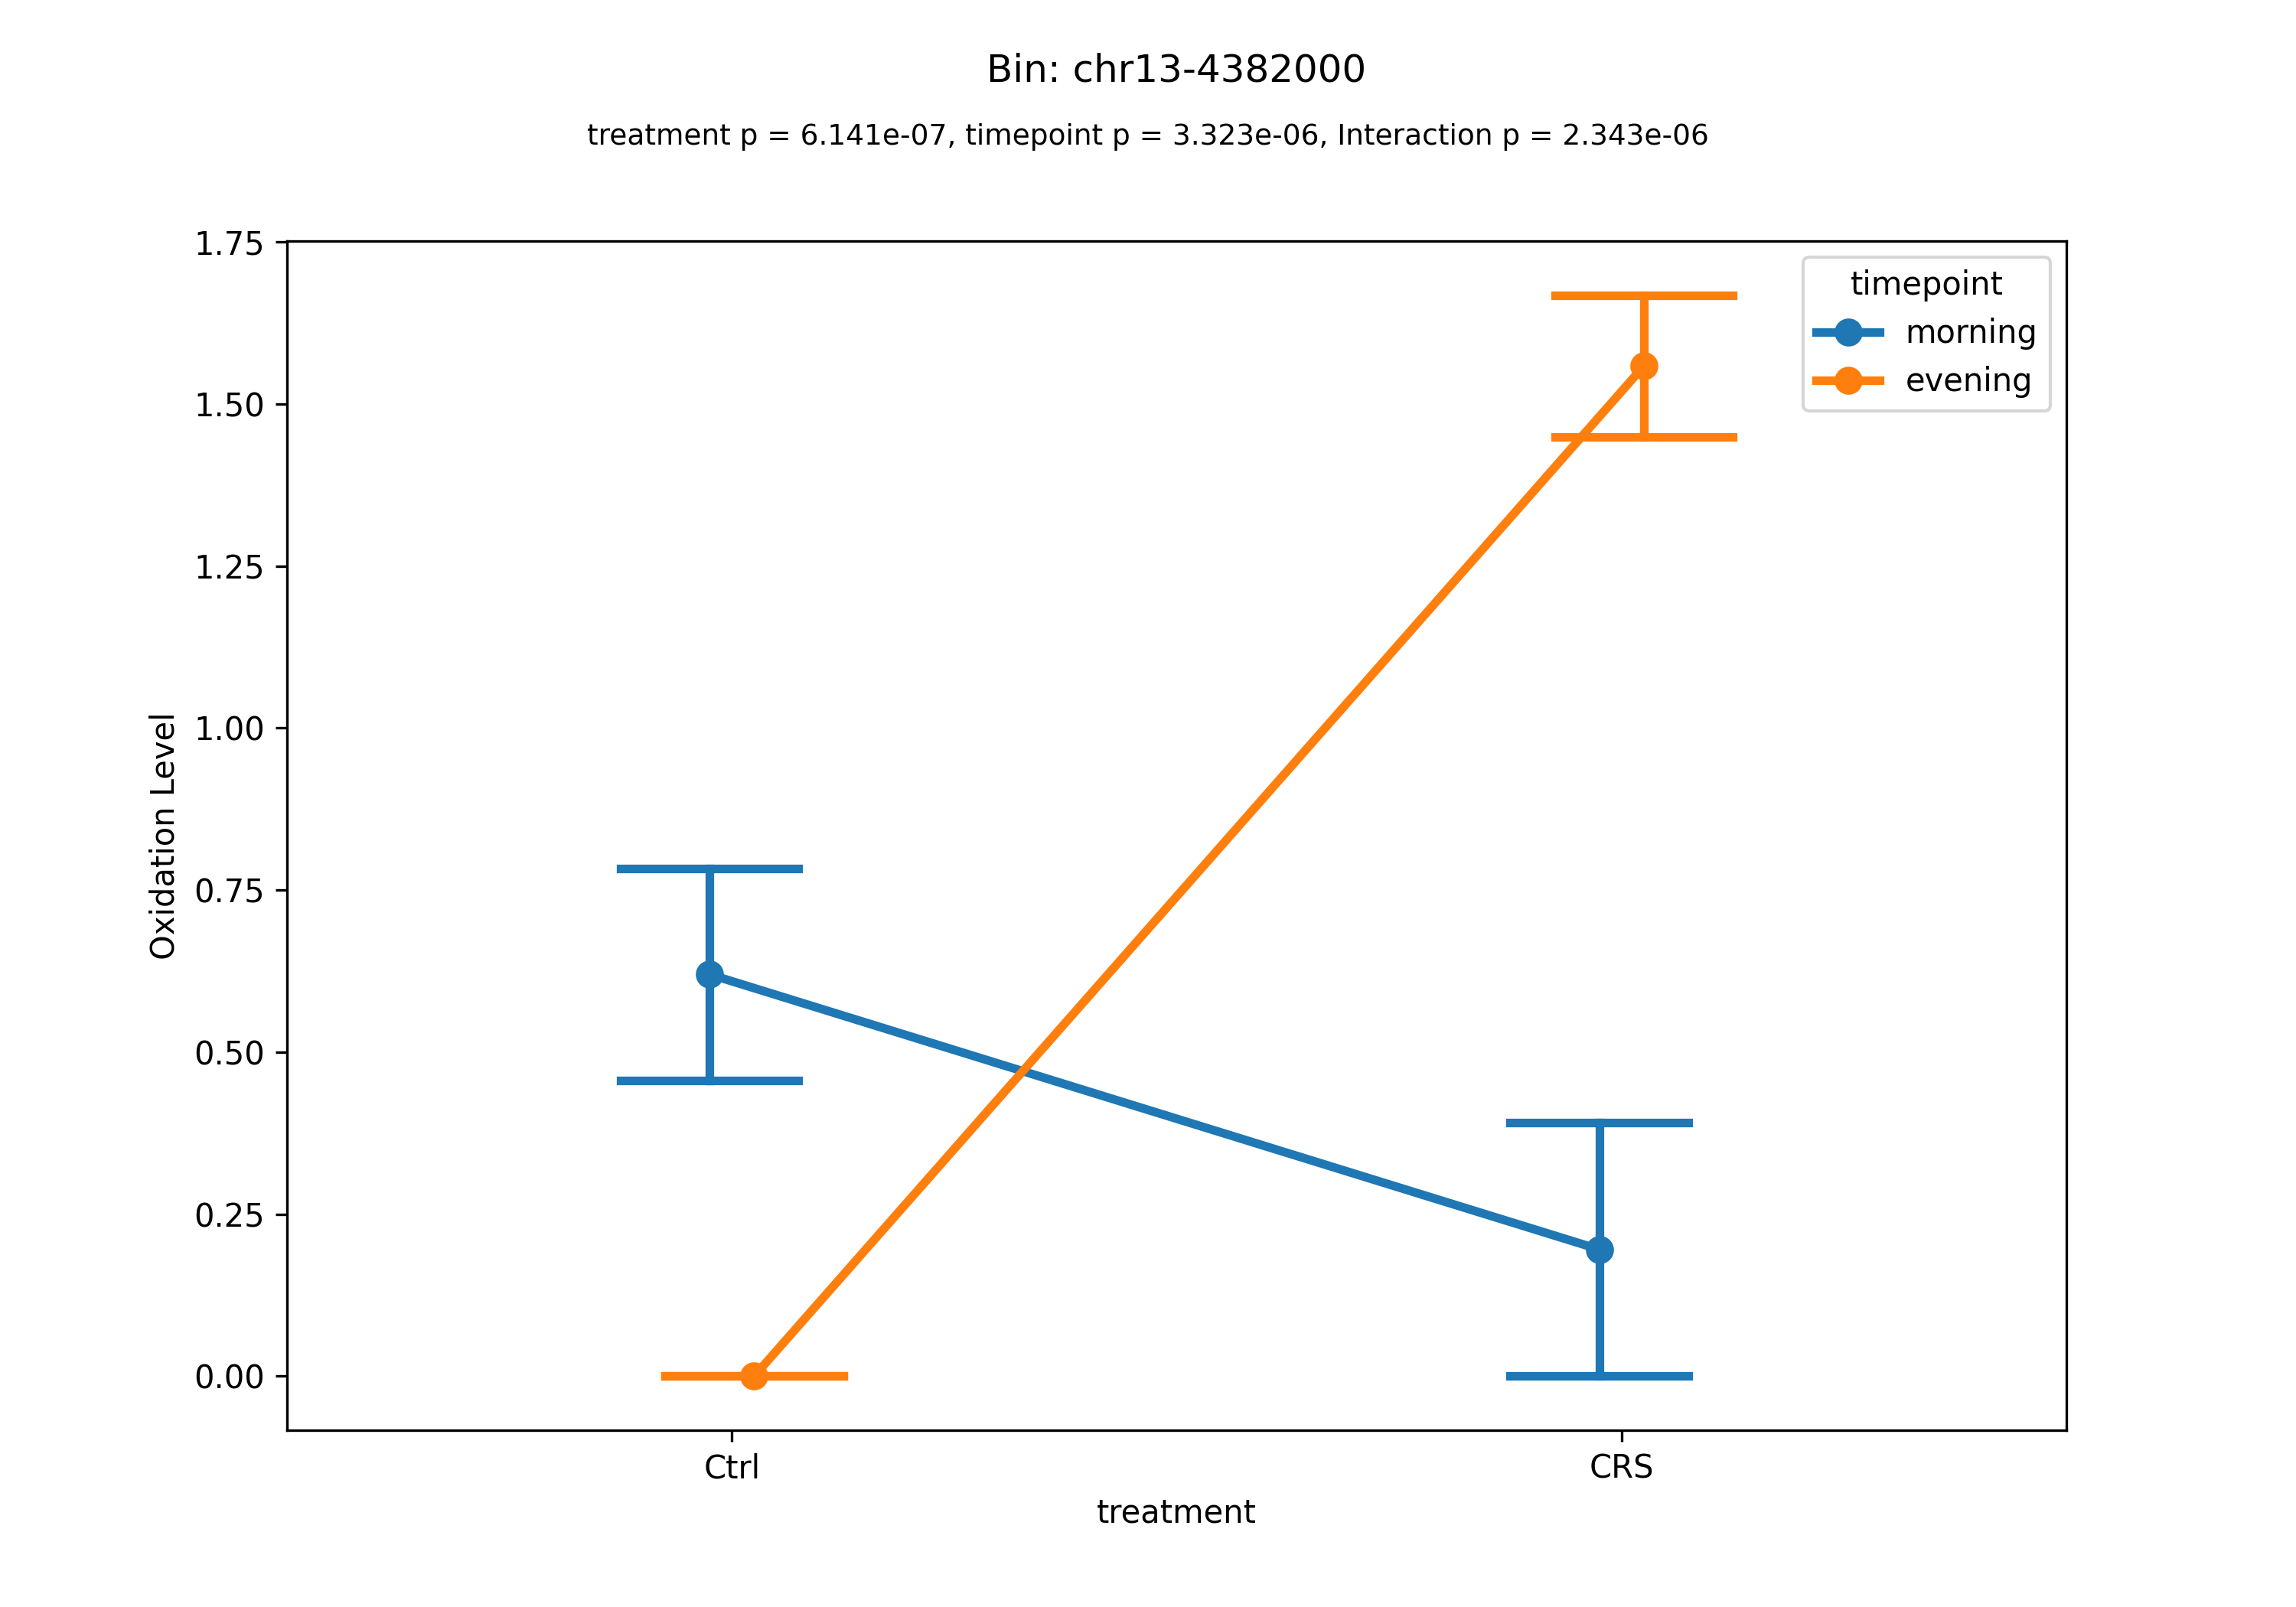 Bin: chr13-4382000
treatment p = 6.141e-07, timepoint p = 3.323e-06, Interaction p = 2.343e-06
1.75
1.50
1.25
1.00
0.75
0.50
0.25
0.00
Oxidation Level
timepoint
morning
evening
Ctrl
CRS
treatment